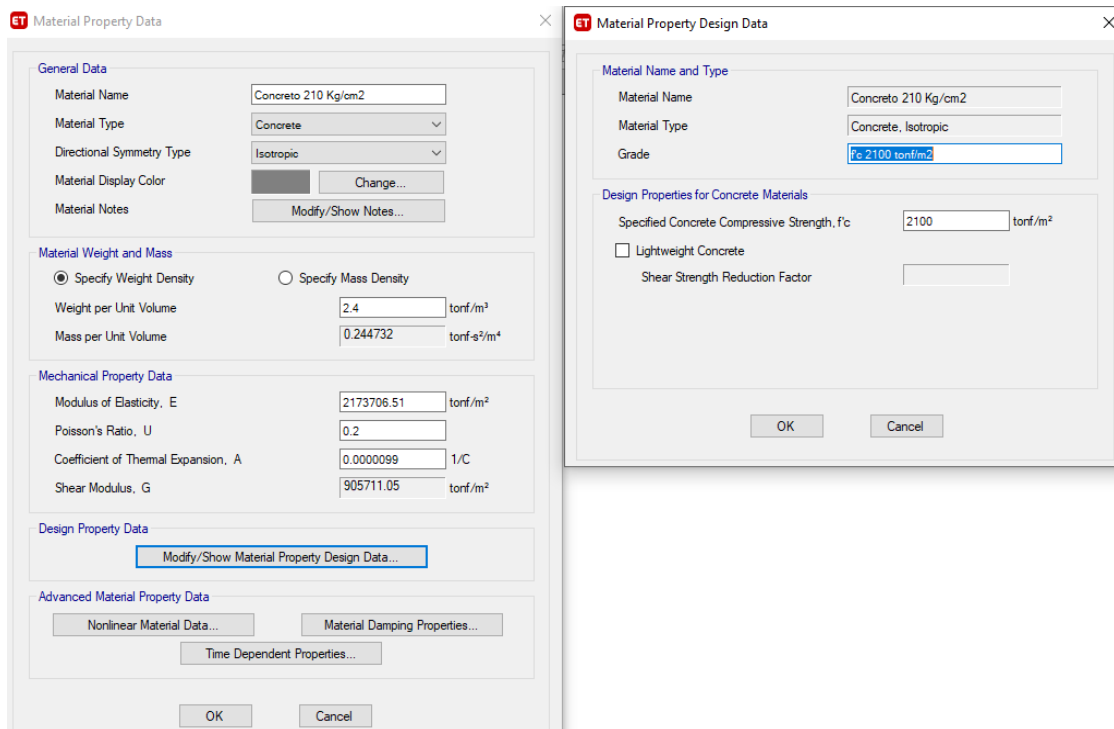 ET Material Property Data
General Data
Material Name Concreto 210 Kg/cm2
Material Type Concrete
Directional Symmetry Type Isotropic
Material Display Color Change...
Material Notes Modify/Show Notes...
Material Weight and Mass
Specify Weight Density Specify Mass Density
Weight per Unit Volume 2.4 tonf/m³
Mass per Unit Volume 0.244732 tonf-s²/m⁴
Mechanical Property Data
Modulus of Elasticity, E 2173706.51 tonf/m²
Poisson's Ratio, U 0.2
Coefficient of Thermal Expansion, A 0.0000099 1/C
Shear Modulus, G 905711.05 tonf/m²
Design Property Data
Modify/Show Material Property Design Data...
Advanced Material Property Data
Nonlinear Material Data... Material Damping Properties...
Time Dependent Properties...
OK Cancel
ET Material Property Design Data
Material Name and Type
Material Name Concreto 210 Kg/cm2
Material Type Concrete, Isotropic
Grade f'c 2100 tonf/m2
Design Properties for Concrete Materials
Specified Concrete Compressive Strength, f'c 2100 tonf/m²
Lightweight Concrete
Shear Strength Reduction Factor
OK Cancel